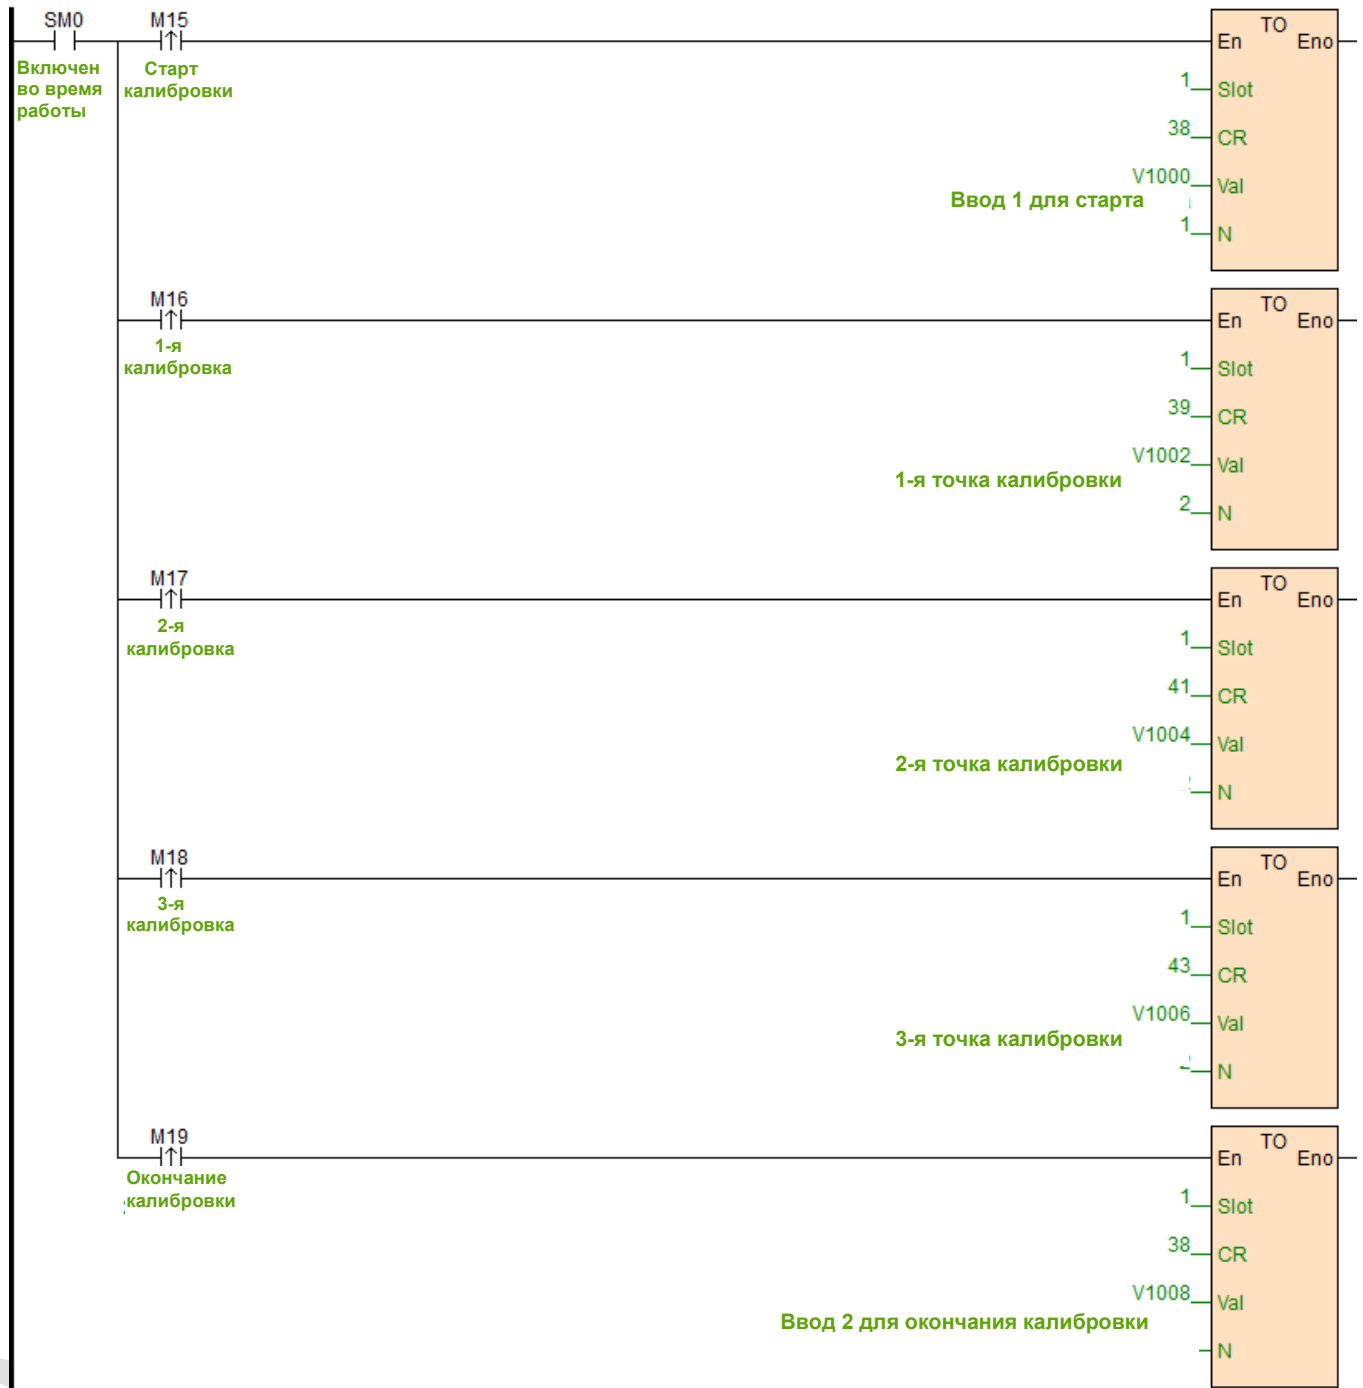 SM0
M15
Включен
во время
работы
Старт
калибровки
TO
En
Eno
1
Slot
38
CR
V1000
Val
Ввод 1 для старта
1
N
M16
1-я
калибровка
TO
En
Eno
1
Slot
39
CR
V1002
Val
1-я точка калибровки
2
N
M17
2-я
калибровка
TO
En
Eno
1
Slot
41
CR
V1004
Val
2-я точка калибровки
N
M18
3-я
калибровка
TO
En
Eno
1
Slot
43
CR
V1006
Val
3-я точка калибровки
N
M19
Окончание
калибровки
TO
En
Eno
1
Slot
38
CR
V1008
Val
Ввод 2 для окончания калибровки
N